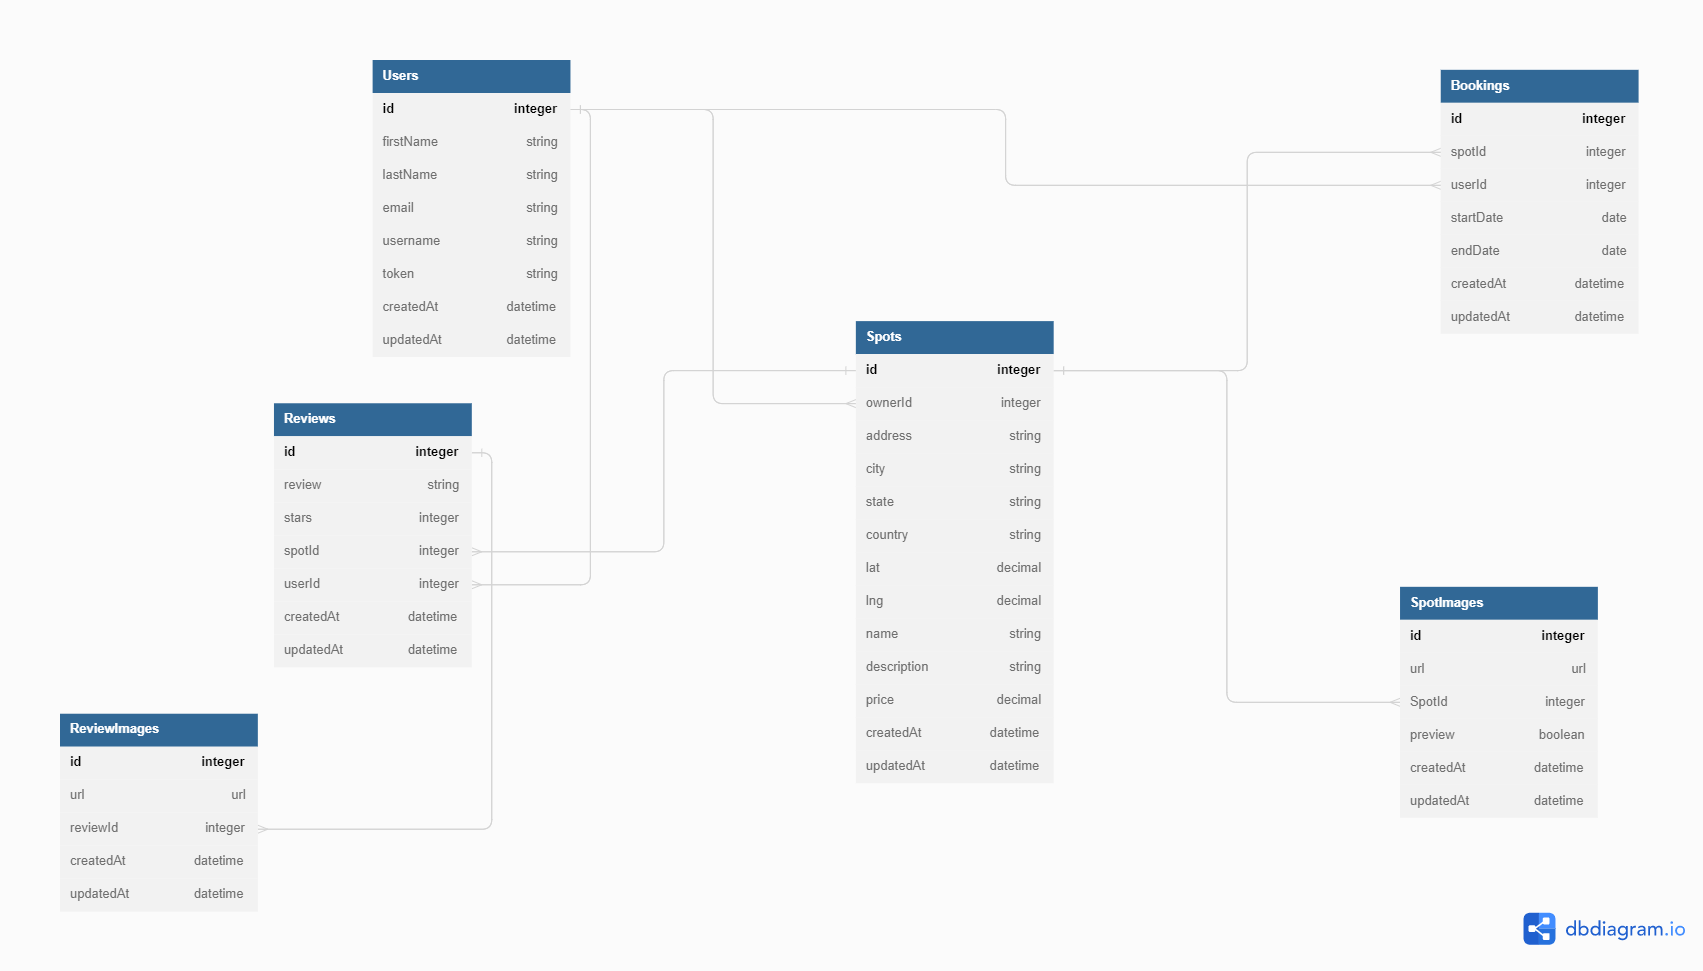 Users
id integer
firstName string
lastName string
email string
username string
token string
createdAt datetime
updatedAt datetime
Bookings
id integer
spotId integer
userId integer
startDate date
endDate date
createdAt datetime
updatedAt datetime
Spots
id integer
ownerId integer
address string
city string
state string
country string
lat decimal
lng decimal
name string
description string
price decimal
createdAt datetime
updatedAt datetime
Reviews
id integer
review string
stars integer
spotId integer
userId integer
createdAt datetime
updatedAt datetime
SpotImages
id integer
url url
SpotId integer
preview boolean
createdAt datetime
updatedAt datetime
ReviewImages
id integer
url url
reviewId integer
createdAt datetime
updatedAt datetime
dbdiagram.io